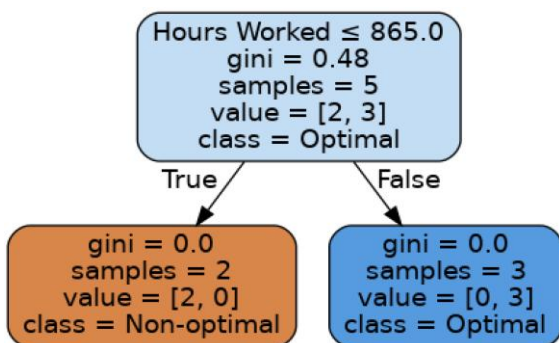 Hours Worked ≤ 865.0
gini = 0.48
samples = 5
value = [2, 3]
class = Optimal
True
False
gini = 0.0
samples = 2
value = [2, 0]
class = Non-optimal
gini = 0.0
samples = 3
value = [0, 3]
class = Optimal